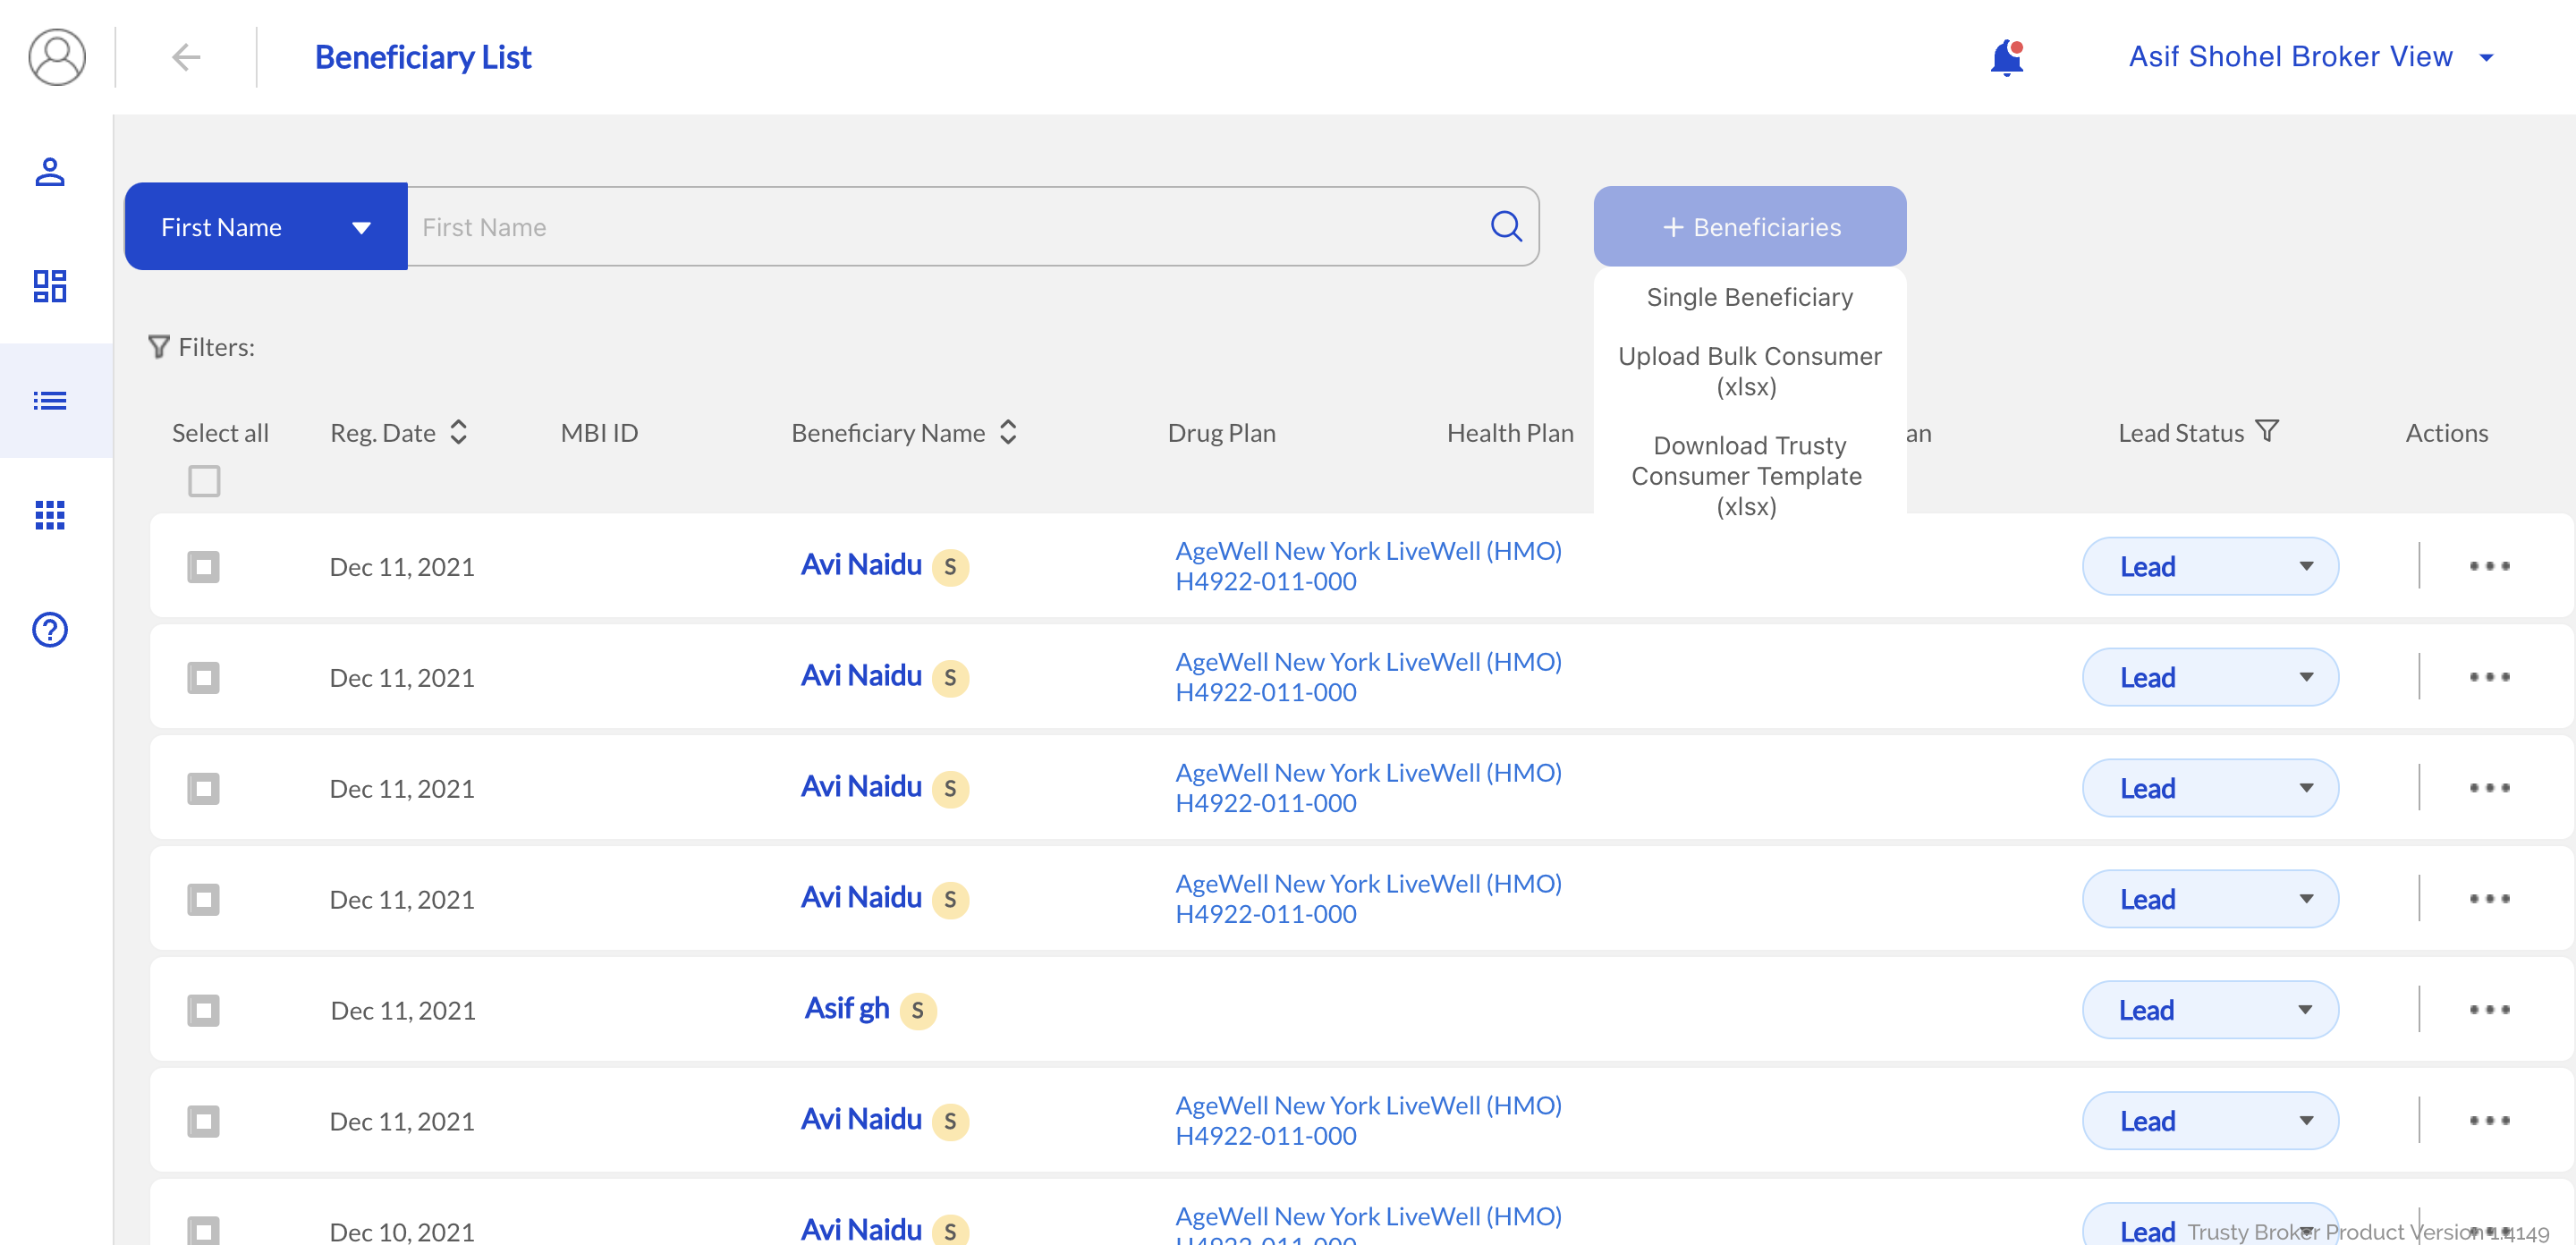 Beneficiary List
Asif Shohel Broker View
First Name
First Name
+ Beneficiaries
Single Beneficiary
Upload Bulk Consumer
(xlsx)
Download Trusty
Consumer Template
(xlsx)
Filters:
Select all
Reg. Date
MBI ID
Beneficiary Name
Drug Plan
Health Plan
an
Lead Status
Actions
Dec 11, 2021
Avi Naidu S
AgeWell New York LiveWell (HMO)
H4922-011-000
Lead
Dec 11, 2021
Avi Naidu S
AgeWell New York LiveWell (HMO)
H4922-011-000
Lead
Dec 11, 2021
Avi Naidu S
AgeWell New York LiveWell (HMO)
H4922-011-000
Lead
Dec 11, 2021
Avi Naidu S
AgeWell New York LiveWell (HMO)
H4922-011-000
Lead
Dec 11, 2021
Asif gh S
Lead
Dec 11, 2021
Avi Naidu S
AgeWell New York LiveWell (HMO)
H4922-011-000
Lead
Dec 10, 2021
Avi Naidu S
AgeWell New York LiveWell (HMO)
H4922-011-000
Lead
Trusty Broker Product Version 1.4149